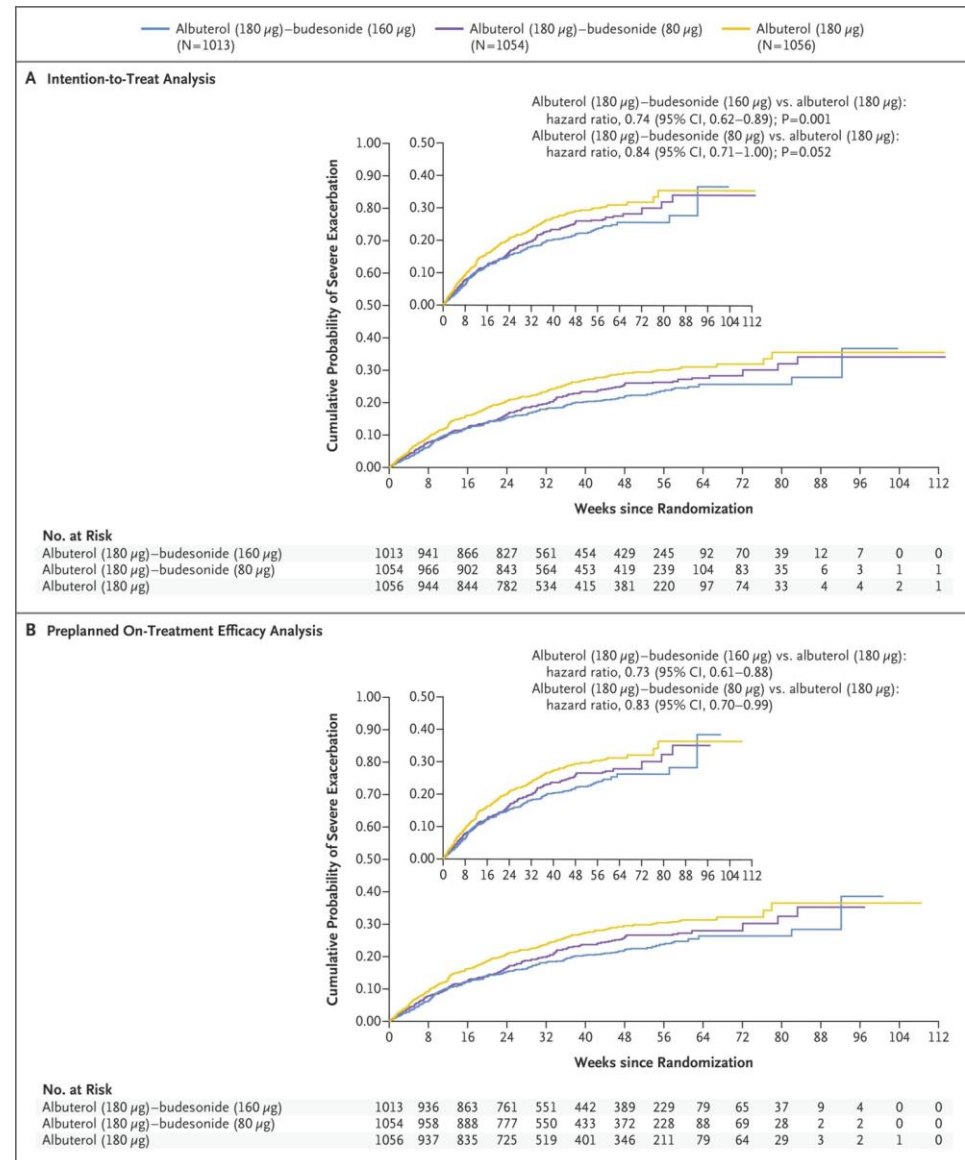 Albuterol (180 µg)–budesonide (160 µg)
(N=1013)
Albuterol (180 µg)–budesonide (80 µg)
(N=1054)
Albuterol (180 µg)
(N=1056)
A Intention-to-Treat Analysis
Albuterol (180 µg)–budesonide (160 µg) vs. albuterol (180 µg):
hazard ratio, 0.74 (95% CI, 0.62–0.89); P=0.001
Albuterol (180 µg)–budesonide (80 µg) vs. albuterol (180 µg):
hazard ratio, 0.84 (95% CI, 0.71–1.00); P=0.052
Cumulative Probability of Severe Exacerbation
1.00
0.90
0.80
0.70
0.60
0.50
0.40
0.30
0.20
0.10
0.00
0.50
0.40
0.30
0.20
0.10
0.00
0 8 16 24 32 40 48 56 64 72 80 88 96 104 112
0 8 16 24 32 40 48 56 64 72 80 88 96 104 112
Weeks since Randomization
No. at Risk
Albuterol (180 µg)–budesonide (160 µg) 1013 941 866 827 561 454 429 245 92 70 39 12 7 0 0
Albuterol (180 µg)–budesonide (80 µg) 1054 966 902 843 564 453 419 239 104 83 35 6 3 1 1
Albuterol (180 µg) 1056 944 844 782 534 415 381 220 97 74 33 4 4 2 1
B Preplanned On-Treatment Efficacy Analysis
Albuterol (180 µg)–budesonide (160 µg) vs. albuterol (180 µg):
hazard ratio, 0.73 (95% CI, 0.61–0.88)
Albuterol (180 µg)–budesonide (80 µg) vs. albuterol (180 µg):
hazard ratio, 0.83 (95% CI, 0.70–0.99)
Cumulative Probability of Severe Exacerbation
1.00
0.90
0.80
0.70
0.60
0.50
0.40
0.30
0.20
0.10
0.00
0.50
0.40
0.30
0.20
0.10
0.00
0 8 16 24 32 40 48 56 64 72 80 88 96 104 112
0 8 16 24 32 40 48 56 64 72 80 88 96 104 112
Weeks since Randomization
No. at Risk
Albuterol (180 µg)–budesonide (160 µg) 1013 936 863 761 551 442 389 229 79 65 37 9 4 0 0
Albuterol (180 µg)–budesonide (80 µg) 1054 958 888 777 550 433 372 228 88 69 28 2 2 0 0
Albuterol (180 µg) 1056 937 835 725 519 401 346 211 79 64 29 3 2 1 0